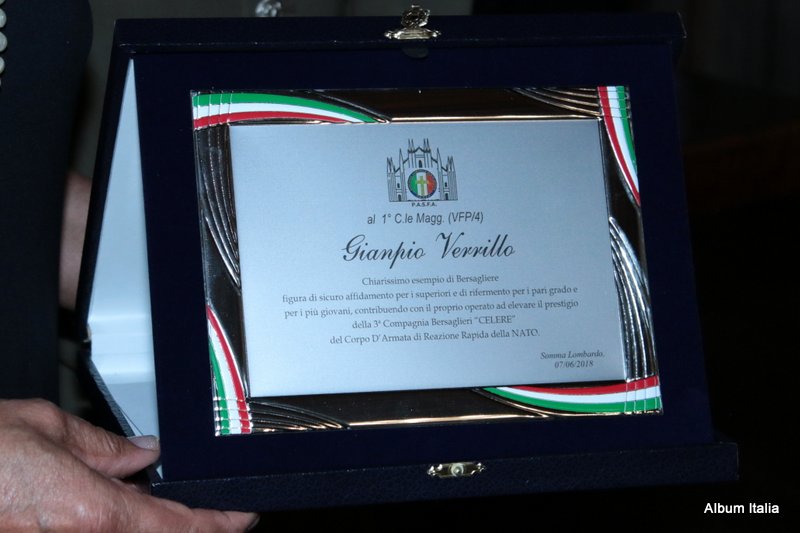 P.A.S.F.A.
al 1° C.le Magg. (VFP/4)
Gianpio Verrillo
Chiarissimo esempio di Bersagliere
figura di sicuro affidamento per i superiori e di rifermento per i pari grado e
per i più giovani, contribuendo con il proprio operato ad elevare il prestigio
della 3ª Compagnia Bersaglieri "CELERE"
del Corpo D'Armata di Reazione Rapida della NATO.
Somma Lombardo,
07/06/2018
Album Italia